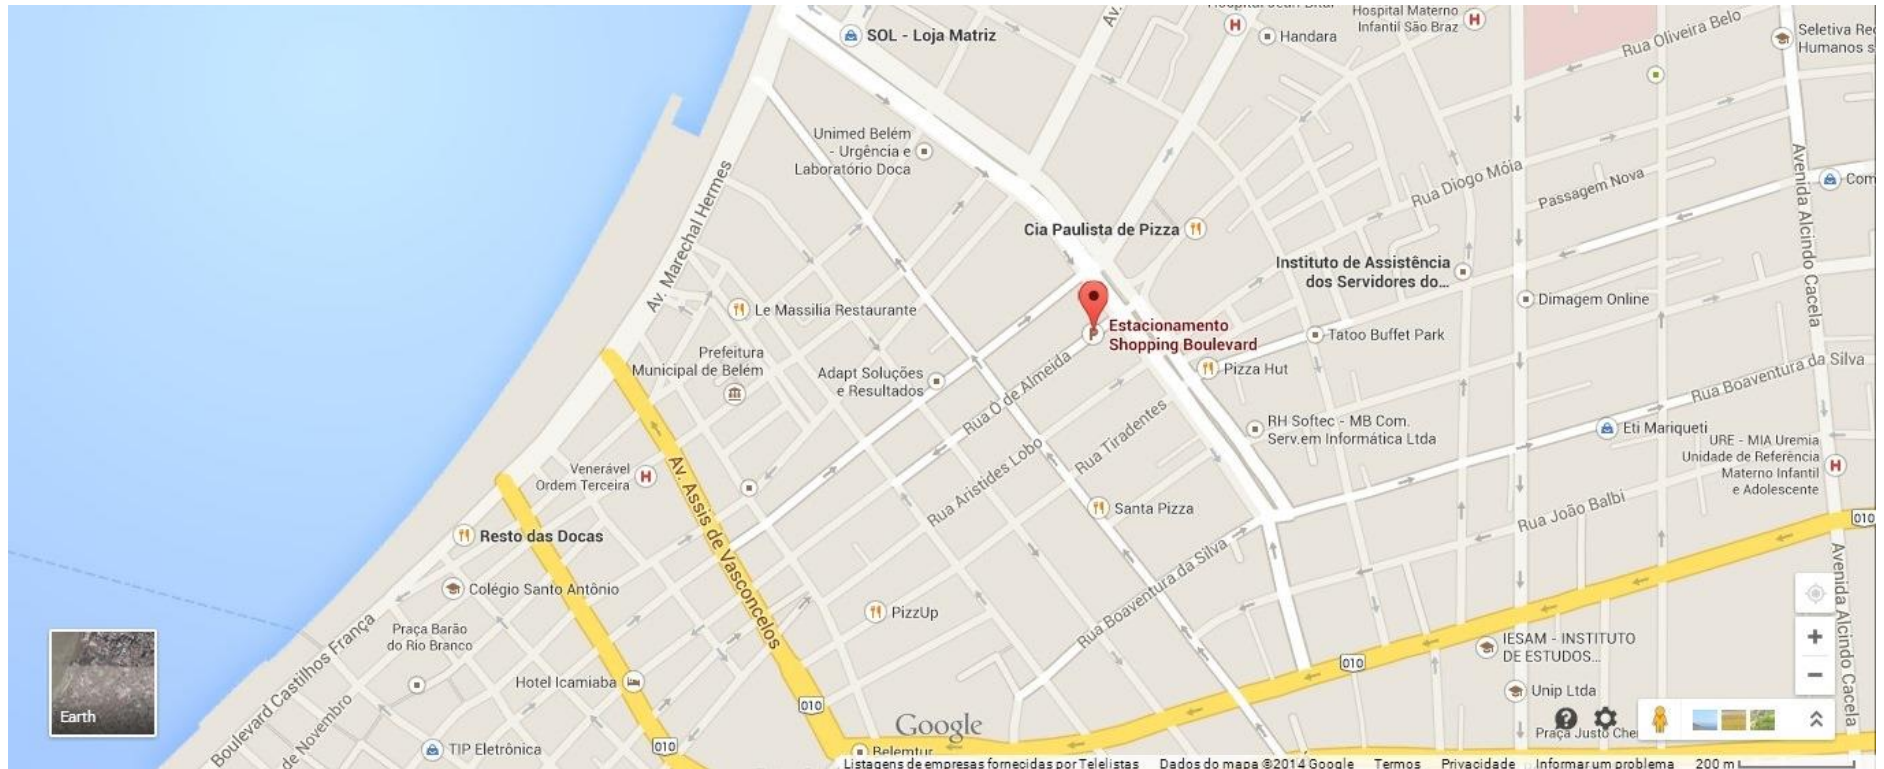 Hospital Materno
Infantil São Braz
SOL - Loja Matriz
Handara
Rua Oliveira Belo
Seletiva Re
Humanos s
Av.
Unimed Belém
- Urgência e
Laboratório Doca
Av. Marechal Hermes
Rua Diogo Móia
Passagem Nova
Avenida Alcindo Cacela
Com
Cia Paulista de Pizza
Instituto de Assistência
dos Servidores do...
Dimagem Online
Le Massilia Restaurante
Estacionamento
Shopping Boulevard
Tatoo Buffet Park
Prefeitura
Municipal de Belém
Adapt Soluções
e Resultados
Rua Ó de Almeida
Pizza Hut
Rua Boaventura da Silva
Rua Tiradentes
RH Softec - MB Com.
Serv.em Informática Ltda
Eti Mariqueti
URE - MIA Uremia
Unidade de Referência
Materno Infantil
e Adolescente
Venerável
Ordem Terceira
Av. Assis de Vasconcelos
Rua Aristides Lobo
Santa Pizza
Rua João Balbi
010
Resto das Docas
Rua Boaventura da Silva
Avenida Alcindo Cacela
Colégio Santo Antônio
PizzUp
Praça Barão
do Rio Branco
Boulevard Castilhos França
IESAM - INSTITUTO
DE ESTUDOS...
010
Hotel Icamiaba
Unip Ltda
de Novembro
010
Earth
Google
Praça Justo Che
TIP Eletrônica
010
Belemtur
Listagens de empresas fornecidas por Telelistas
Dados do mapa ©2014 Google
Termos
Privacidade
Informar um problema
200 m